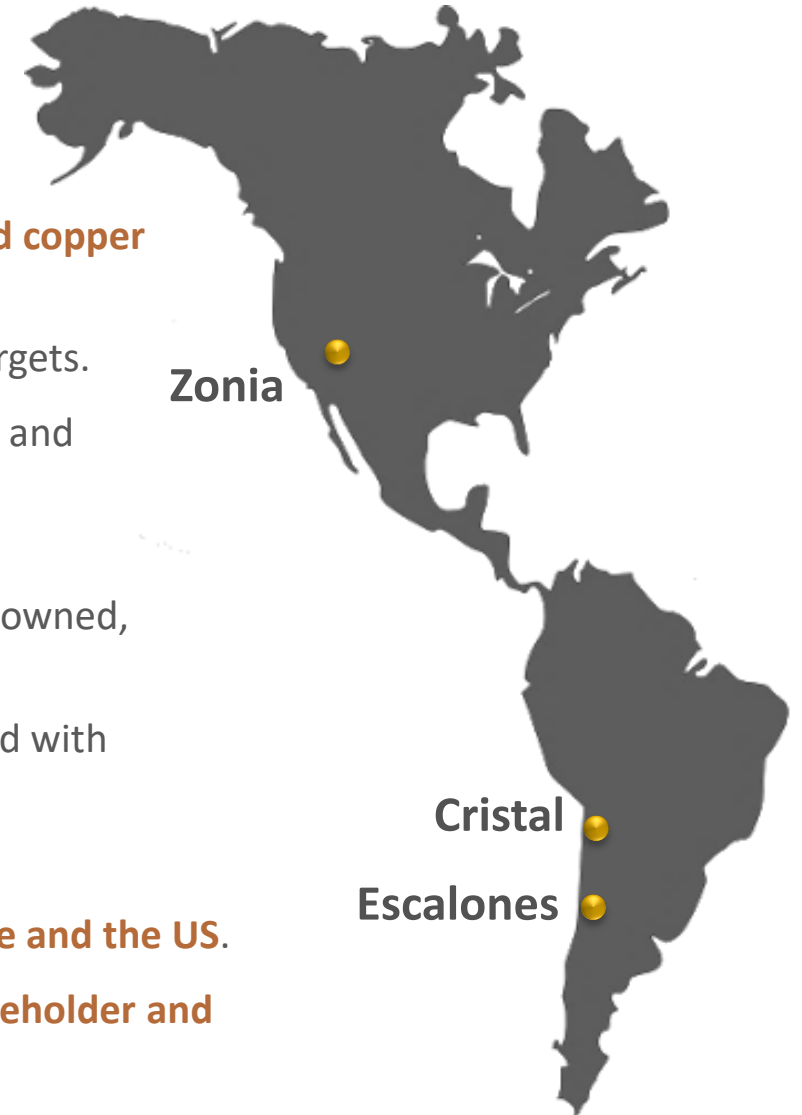 d copper
rgets.
Zonia
and
owned,
d with
Cristal
Escalones
e and the US.
eholder and